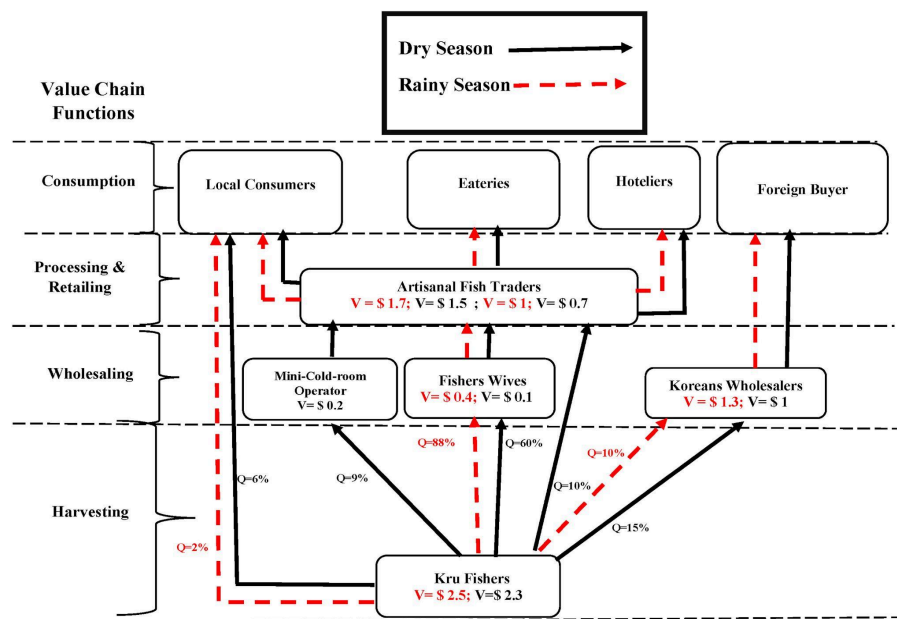 Dry Season
Rainy Season
Value Chain
Functions
Consumption
Local Consumers
Eateries
Hoteliers
Foreign Buyer
Processing &
Retailing
Artisanal Fish Traders
V = $ 1.7; V= $ 1.5 ; V = $ 1; V= $ 0.7
Wholesaling
Mini-Cold-room
Operator
V= $ 0.2
Fishers Wives
V= $ 0.4; V= $ 0.1
Koreans Wholesalers
V = $ 1.3; V= $ 1
Harvesting
Q=88%
Q=60%
Q=10%
Q=6%
Q=9%
Q=10%
Q=15%
Q=2%
Kru Fishers
V= $ 2.5; V=$ 2.3